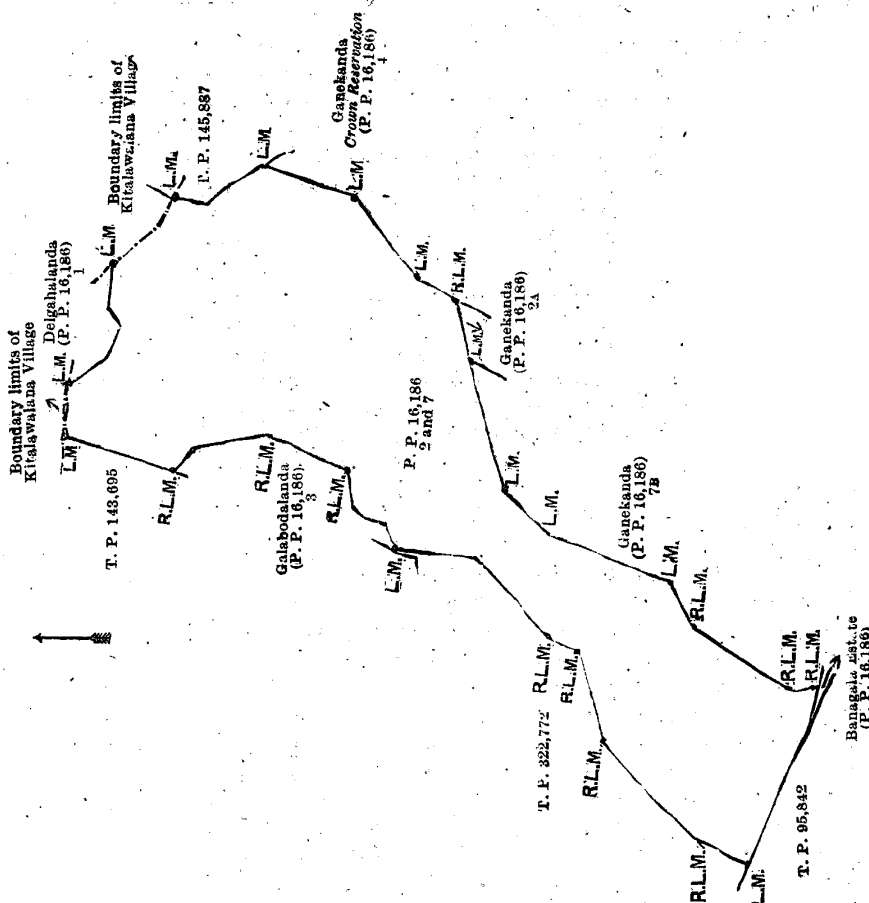 Boundary limits of
Kitalawalana Village
Delgahalanda
(P. P. 16,186)
1
Boundary limits of
Kitalawalana Village
L.M.
L.M.
L.M.
L.M.
T. P. 145,887
L.M.
Ganekanda
Crown Reservation
(P. P. 16,186)
4
L.M.
T. P. 143,695
R.L.M.
R.L.M.
Galabodalanda
(P. P. 16,186)
3
R.L.M.
L.M.
R.L.M.
L.M.
Ganekanda
(P. P. 16,186)
2A
P. P. 16,186
2 and 7
L.M.
L.M.
L.M.
Ganekanda
(P. P. 16,186)
7B
L.M.
R.L.M.
R.L.M.
R.L.M.
T. P. 322,772
R.L.M.
R.L.M.
R.L.M.
R.L.M.
L.M.
T. P. 95,842
Banagala Estate
(P. P. 16,186)